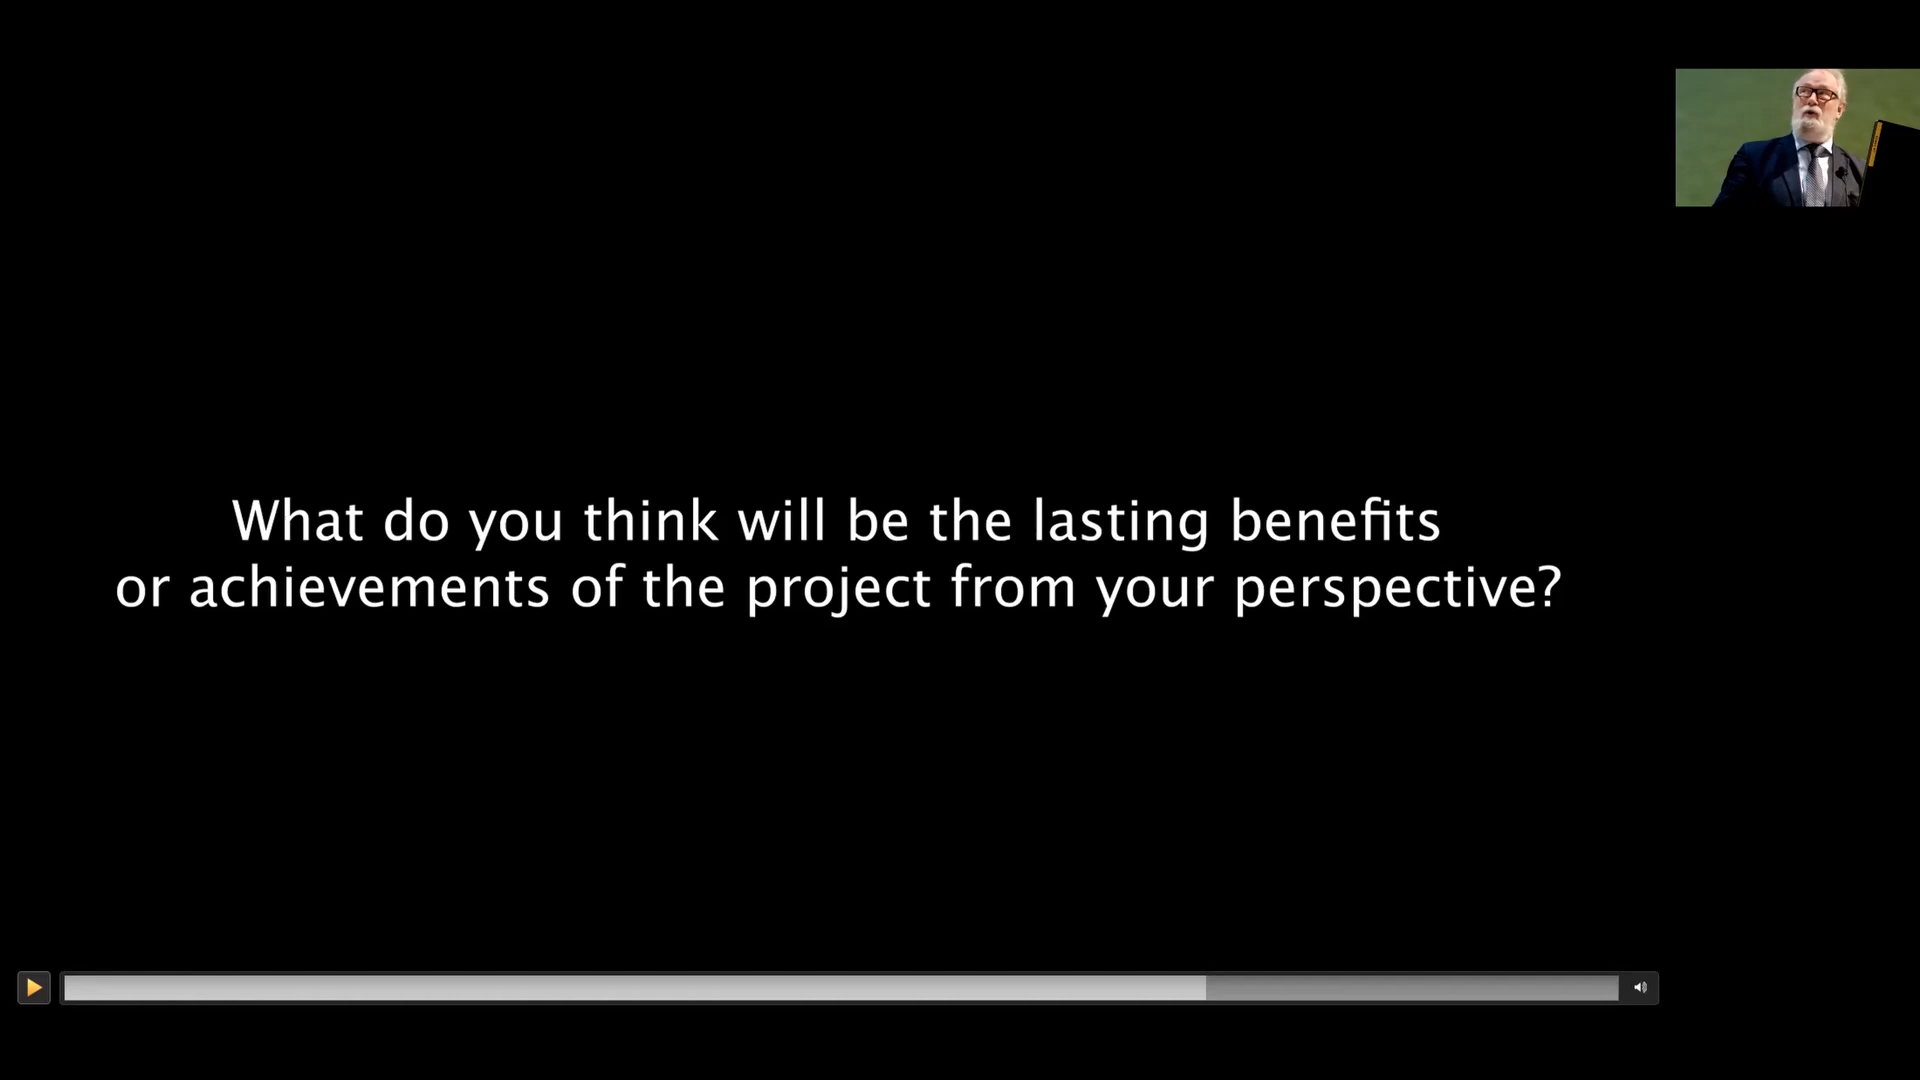 What do you think will be the lasting benefits
or achievements of the project from your perspective?